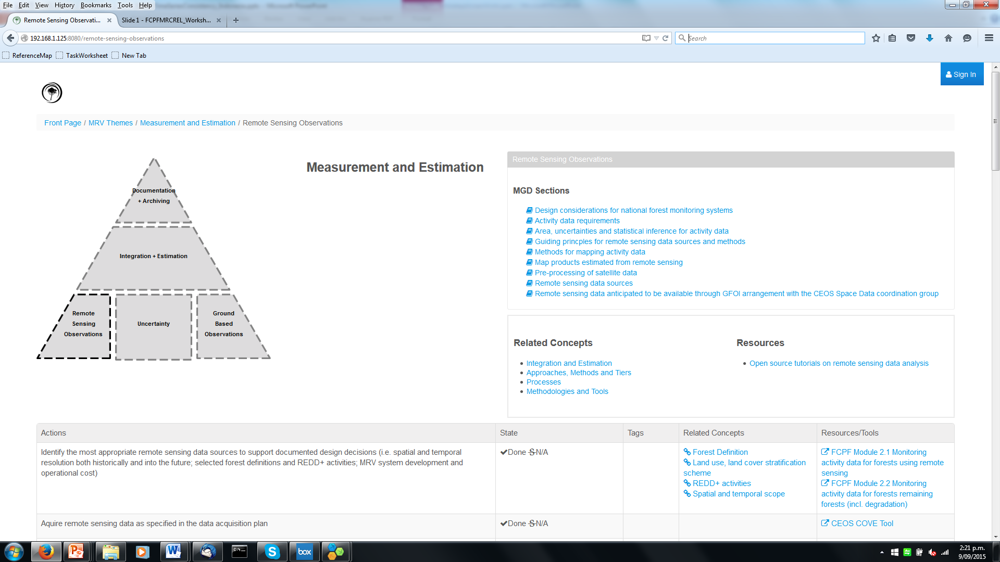 File Edit View History Bookmarks Tools Help
Remote Sensing Observati...
Slide 1 - FCPFMRCREL_Worksh...
192.168.1.125:8080/remote-sensing-observations
Search
ReferenceMap TaskWorksheet New Tab
Sign In
Front Page / MRV Themes / Measurement and Estimation / Remote Sensing Observations
Documentation
+ Archiving
Integration + Estimation
Remote
Sensing
Observations
Uncertainty
Ground
Based
Observations
Measurement and Estimation
Remote Sensing Observations
MGD Sections
Design considerations for national forest monitoring systems
Activity data requirements
Area, uncertainties and statistical inference for activity data
Guiding princples for remote sensing data sources and methods
Methods for mapping activity data
Map products estimated from remote sensing
Pre-processing of satellite data
Remote sensing data sources
Remote sensing data anticipated to be available through GFOI arrangement with the CEOS Space Data coordination group
Related Concepts
Integration and Estimation
Approaches, Methods and Tiers
Processes
Methodologies and Tools
Resources
Open source tutorials on remote sensing data analysis
Actions State Tags Related Concepts Resources/Tools
Identify the most appropriate remote sensing data sources to support documented design decisions (i.e. spatial and temporal
resolution both historically and into the future; selected forest definitions and REDD+ activities; MRV system development and
operational cost)
Done N/A
Forest Definition
Land use, land cover stratification
scheme
REDD+ activities
Spatial and temporal scope
FCPF Module 2.1 Monitoring
activity data for forests using remote
sensing
FCPF Module 2.2 Monitoring
activity data for forests remaining
forests (incl. degradation)
Aquire remote sensing data as specified in the data acquisition plan
Done N/A
CEOS COVE Tool
box
2:21 p.m.
9/09/2015